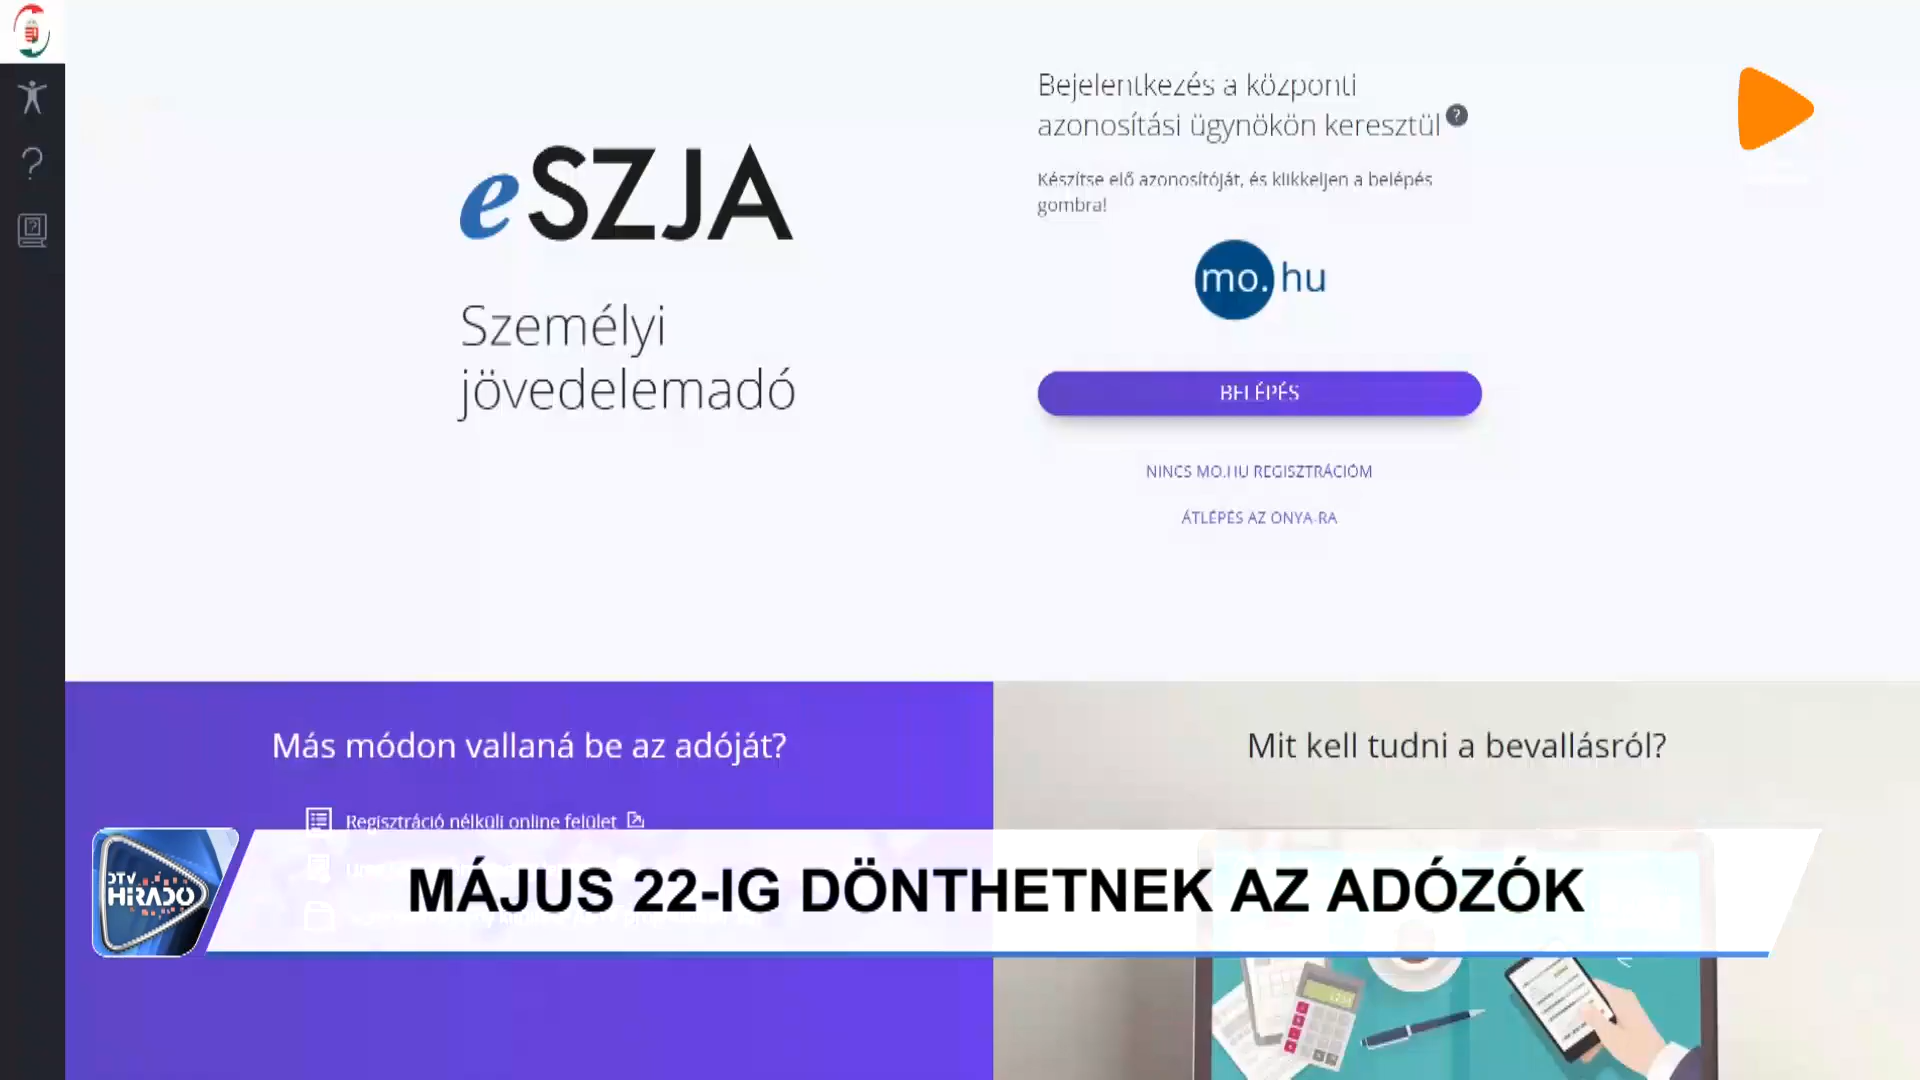 eSZJA
Személyi
jövedelemadó
Bejelentkezés a központi
azonosítási ügynökön keresztül ?
Készítse elő azonosítóját, és klikkeljen a belépés
gombra!
mo.hu
BELÉPÉS
NINCS MO.HU REGISZTRÁCIÓM
ÁTLÉPÉS AZ ONYA-RA
Más módon vallaná be az adóját?
Regisztráció nélküli online felület
Mit kell tudni a bevallásról?
DTV
HÍRADÓ
MÁJUS 22-IG DÖNTHETNEK AZ ADÓZÓK